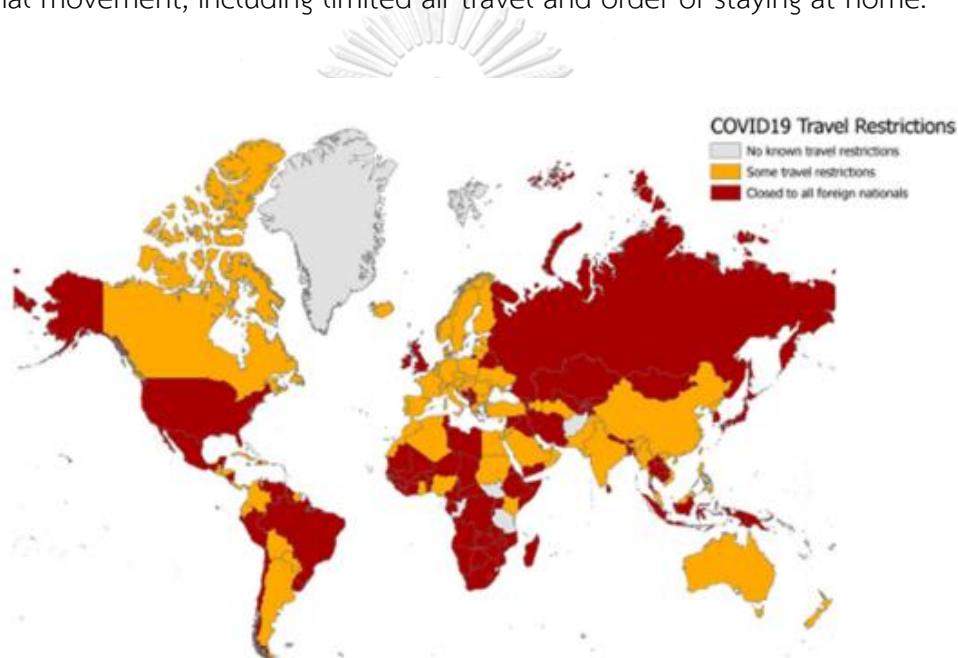 nal movement, including limited air travel and order of staying at home.
COVID19 Travel Restrictions
No known travel restrictions
Some travel restrictions
Closed to all foreign nationals